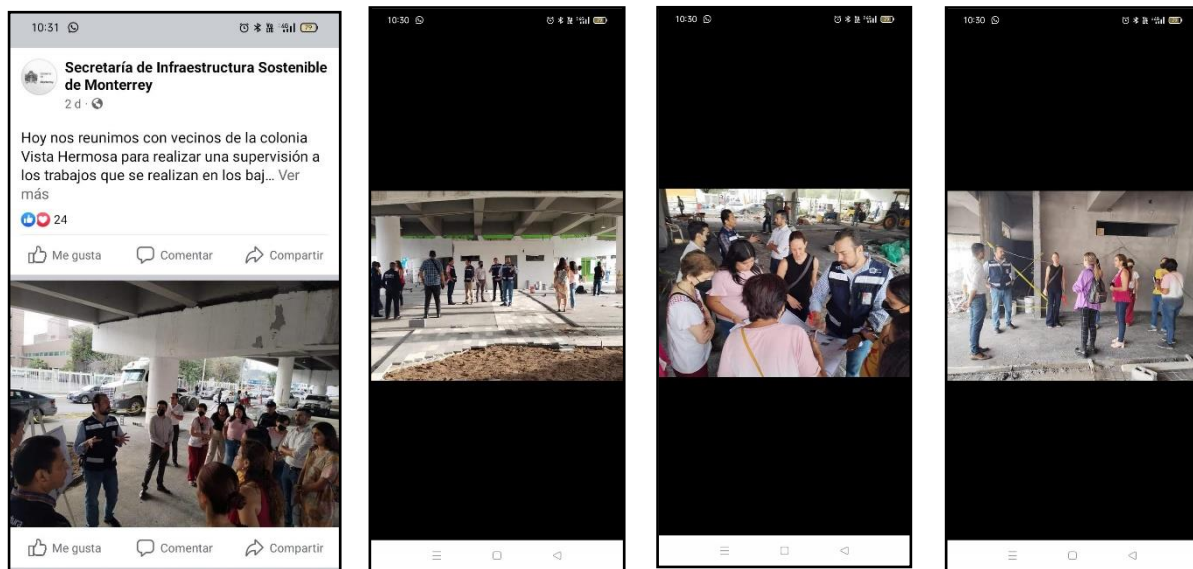 10:31
79
Secretaría de Infraestructura Sostenible
de Monterrey
2 d ·
Hoy nos reunimos con vecinos de la colonia
Vista Hermosa para realizar una supervisión a
los trabajos que se realizan en los baj... Ver
más
24
Me gusta Comentar Compartir
Me gusta Comentar Compartir
10:30
10:30
10:30